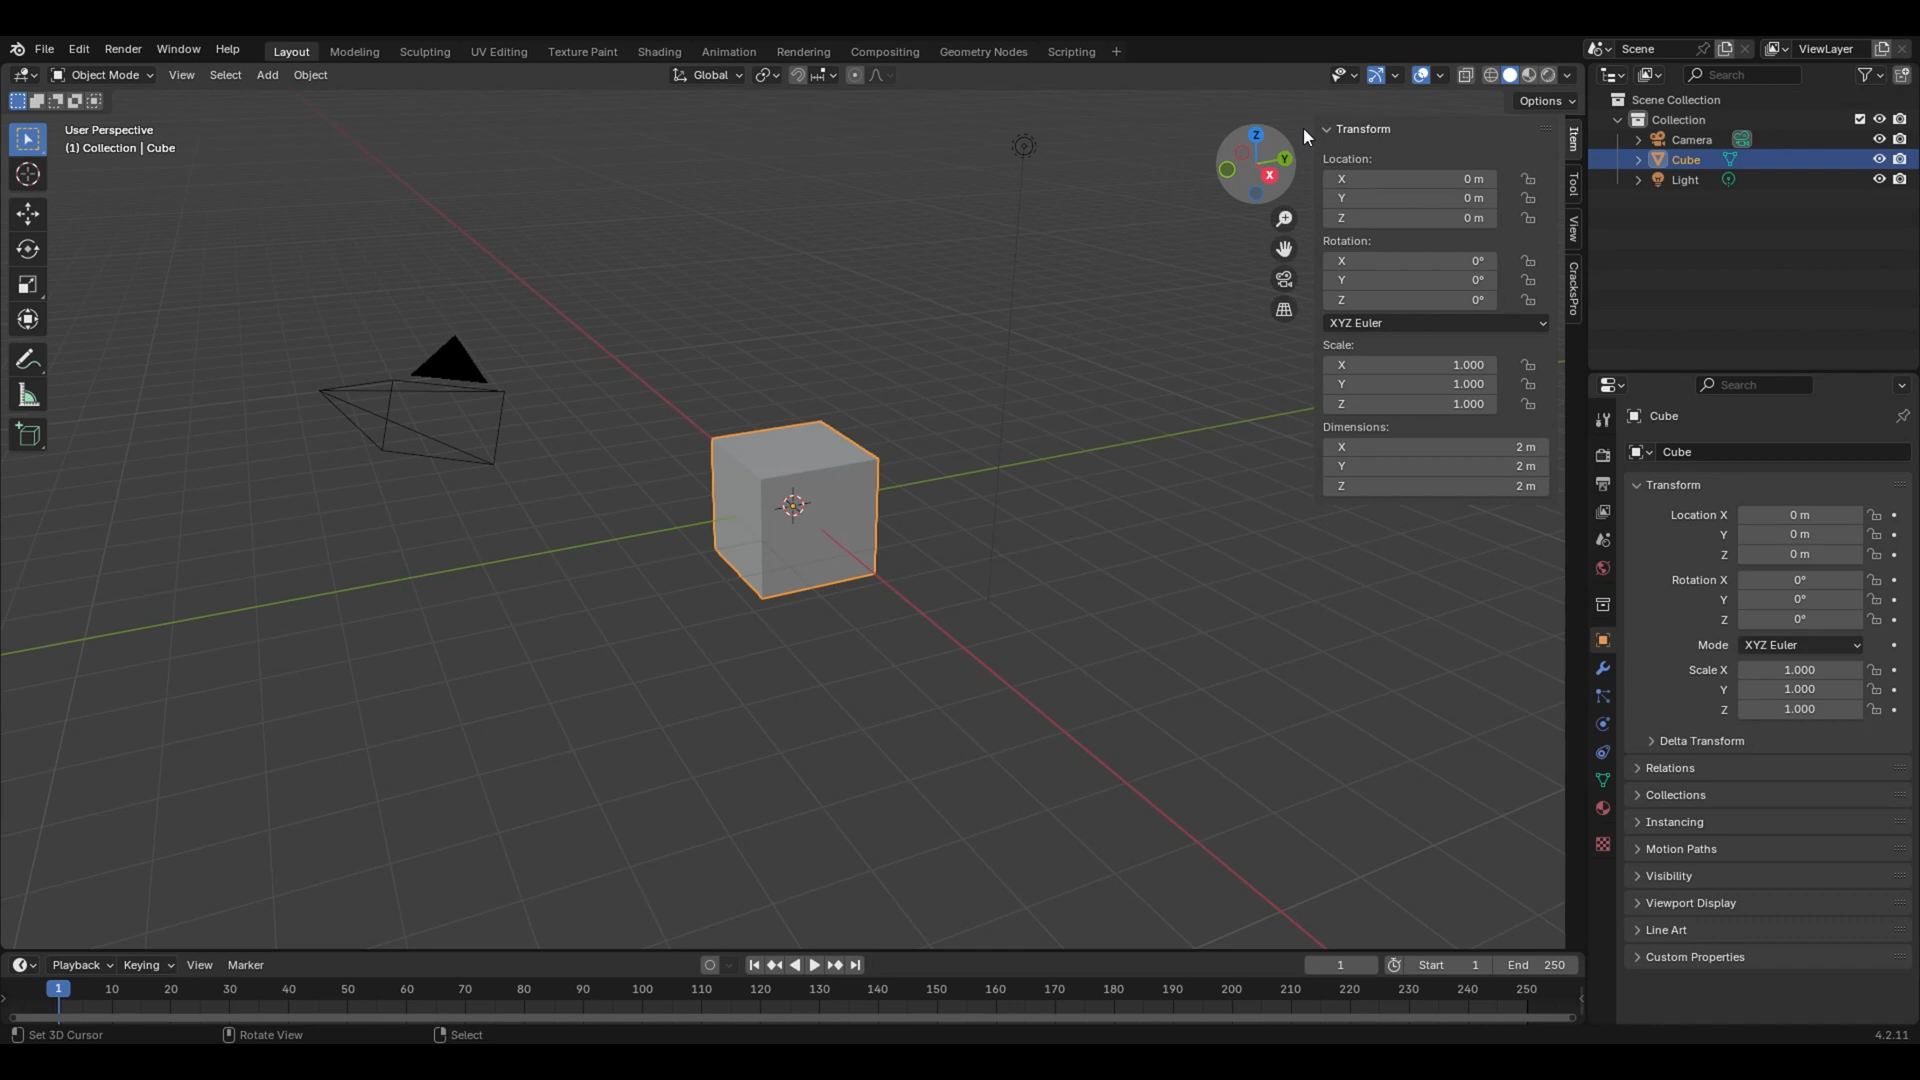 File Edit Render Window Help Layout Modeling Sculpting UV Editing Texture Paint Shading Animation Rendering Compositing Geometry Nodes Scripting + Scene ViewLayer
Object Mode View Select Add Object Global Search
Options
User Perspective
(1) Collection | Cube
Z
Y
X
Transform
Location:
X 0 m
Y 0 m
Z 0 m
Rotation:
X 0°
Y 0°
Z 0°
XYZ Euler
Scale:
X 1.000
Y 1.000
Z 1.000
Dimensions:
X 2 m
Y 2 m
Z 2 m
Item
Tool
View
CracksPro
Scene Collection
Collection
Camera
Cube
Light
Search
Cube
Cube
Transform
Location X 0 m
Y 0 m
Z 0 m
Rotation X 0°
Y 0°
Z 0°
Mode XYZ Euler
Scale X 1.000
Y 1.000
Z 1.000
Delta Transform
Relations
Collections
Instancing
Motion Paths
Visibility
Viewport Display
Line Art
Custom Properties
Playback Keying View Marker 1 Start 1 End 250
1 10 20 30 40 50 60 70 80 90 100 110 120 130 140 150 160 170 180 190 200 210 220 230 240 250
Set 3D Cursor Rotate View Select 4.2.11